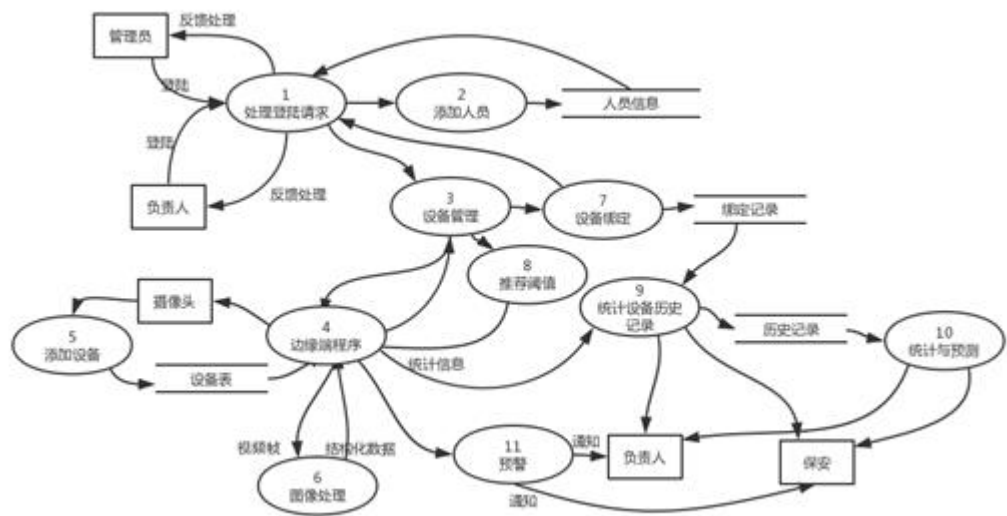 反馈处理
管理员
登陆
1
处理登陆请求
2
添加人员
人员信息
登陆
反馈处理
负责人
3
设备管理
7
设备绑定
绑定记录
8
推荐阈值
摄像头
9
统计设备历史
记录
4
边缘端程序
5
添加设备
历史记录
10
统计与预测
统计信息
设备表
视频帧
结构化数据
11
预警
通知
负责人
保安
6
图像处理
通知